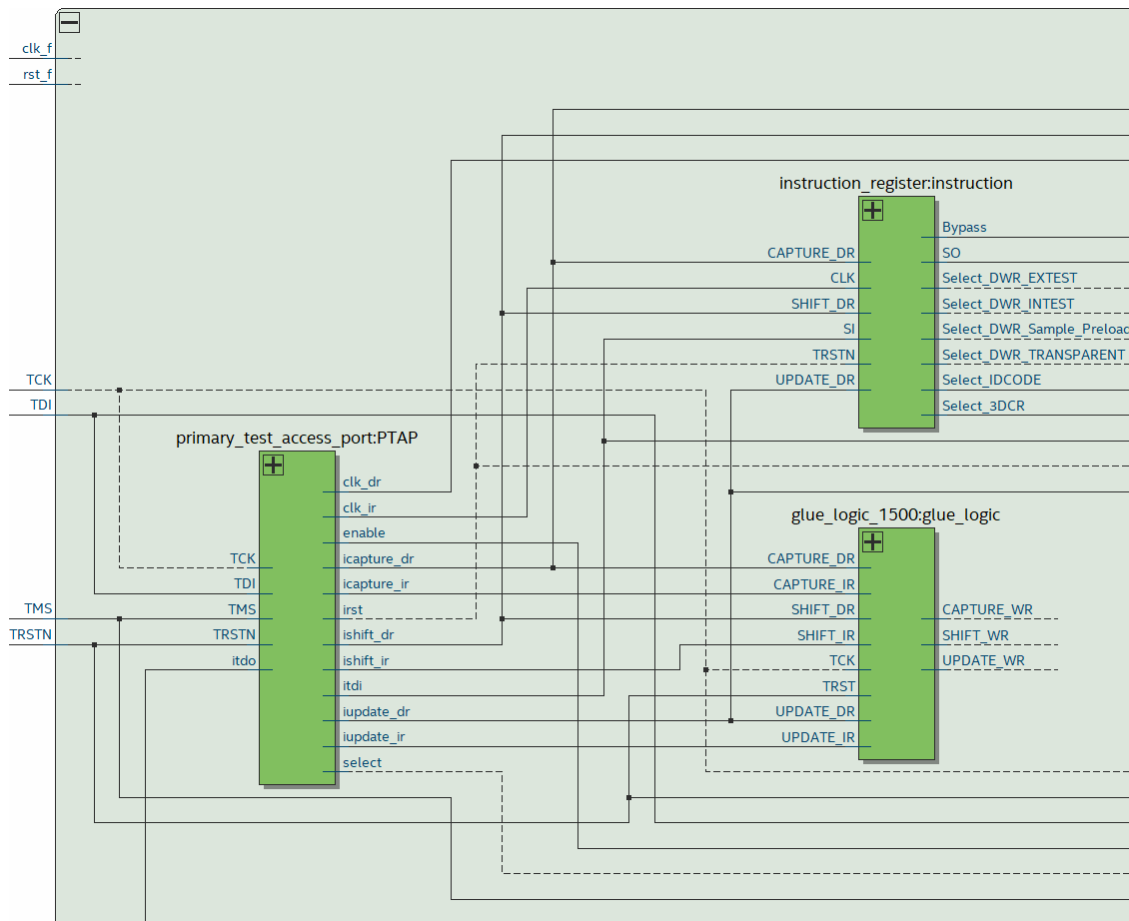 clk_f
rst_f
TCK
TDI
TMS
TRSTN
primary_test_access_port:PTAP
TCK
TDI
TMS
TRSTN
itdo
clk_dr
clk_ir
enable
icapture_dr
icapture_ir
irst
ishift_dr
ishift_ir
itdi
iupdate_dr
iupdate_ir
select
instruction_register:instruction
CAPTURE_DR
CLK
SHIFT_DR
SI
TRSTN
UPDATE_DR
Bypass
SO
Select_DWR_EXTEST
Select_DWR_INTEST
Select_DWR_Sample_Preload
Select_DWR_TRANSPARENT
Select_IDCODE
Select_3DCR
glue_logic_1500:glue_logic
CAPTURE_DR
CAPTURE_IR
SHIFT_DR
SHIFT_IR
TCK
TRST
UPDATE_DR
UPDATE_IR
CAPTURE_WR
SHIFT_WR
UPDATE_WR